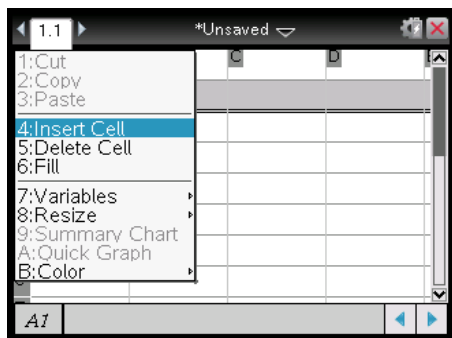 1.1 *Unsaved
C D
1:Cut
2:Copy
3:Paste
4:Insert Cell
5:Delete Cell
6:Fill
7:Variables
8:Resize
9:Summary Chart
A:Quick Graph
B:Color
A1